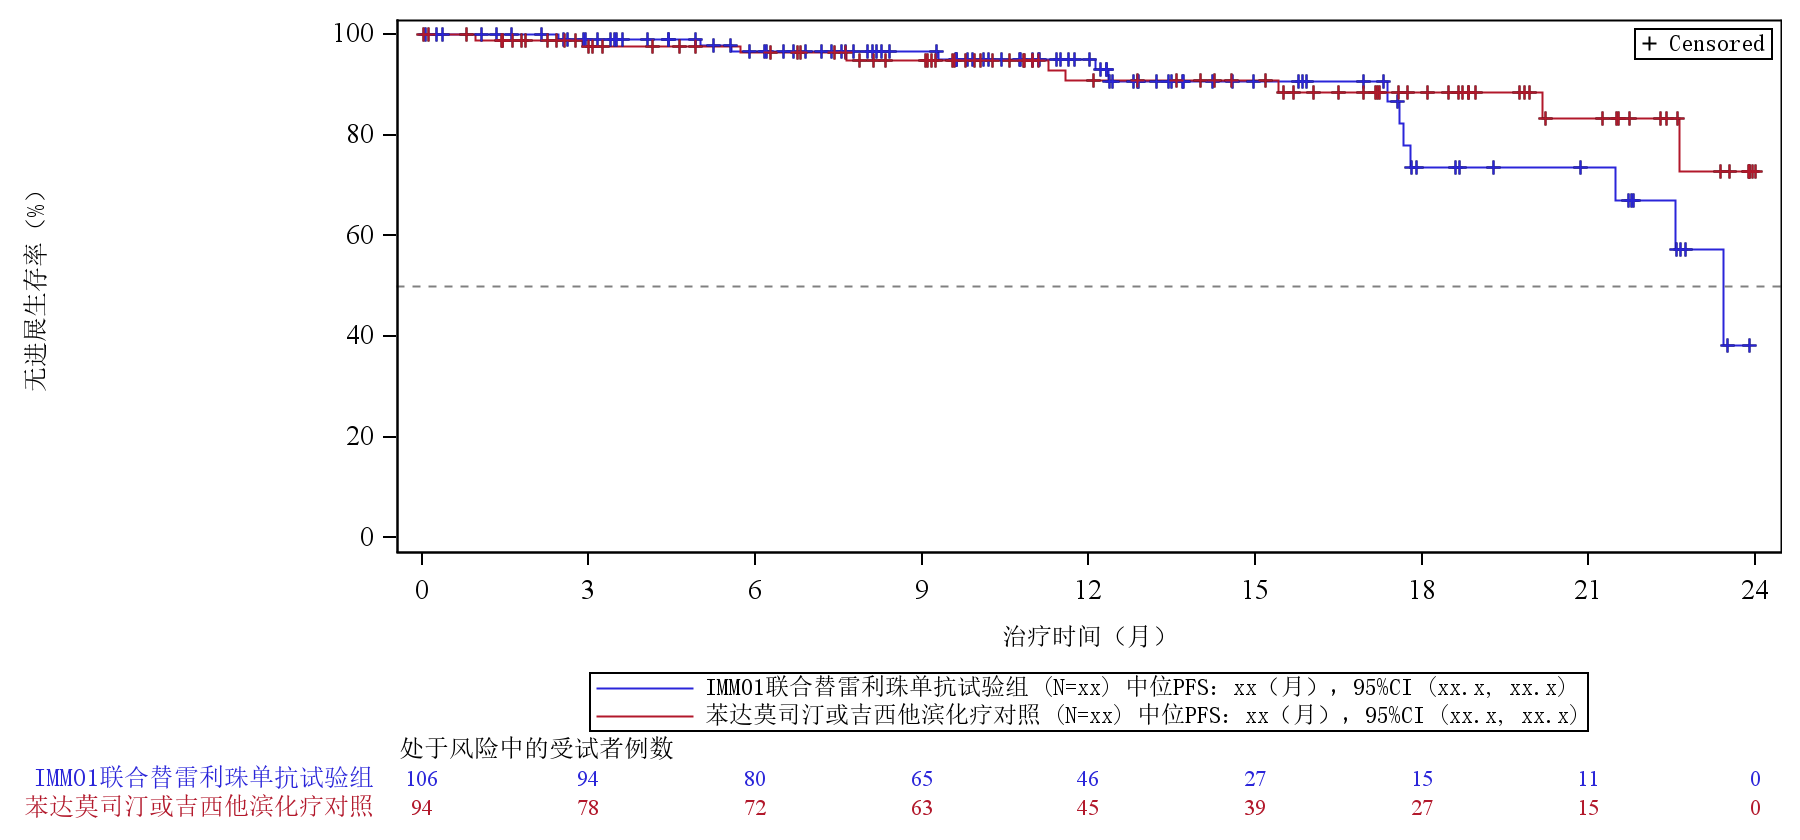 100
80
60
40
20
0
无进展生存率（%）
Censored
0 3 6 9 12 15 18 21 24
治疗时间（月）
IMM01联合替雷利珠单抗试验组 (N=xx) 中位PFS: xx（月）, 95%CI (xx.x, xx.x)
苯达莫司汀或吉西他滨化疗对照 (N=xx) 中位PFS: xx（月）, 95%CI (xx.x, xx.x)
处于风险中的受试者例数
IMM01联合替雷利珠单抗试验组 106 94 80 65 46 27 15 11 0
苯达莫司汀或吉西他滨化疗对照 94 78 72 63 45 39 27 15 0